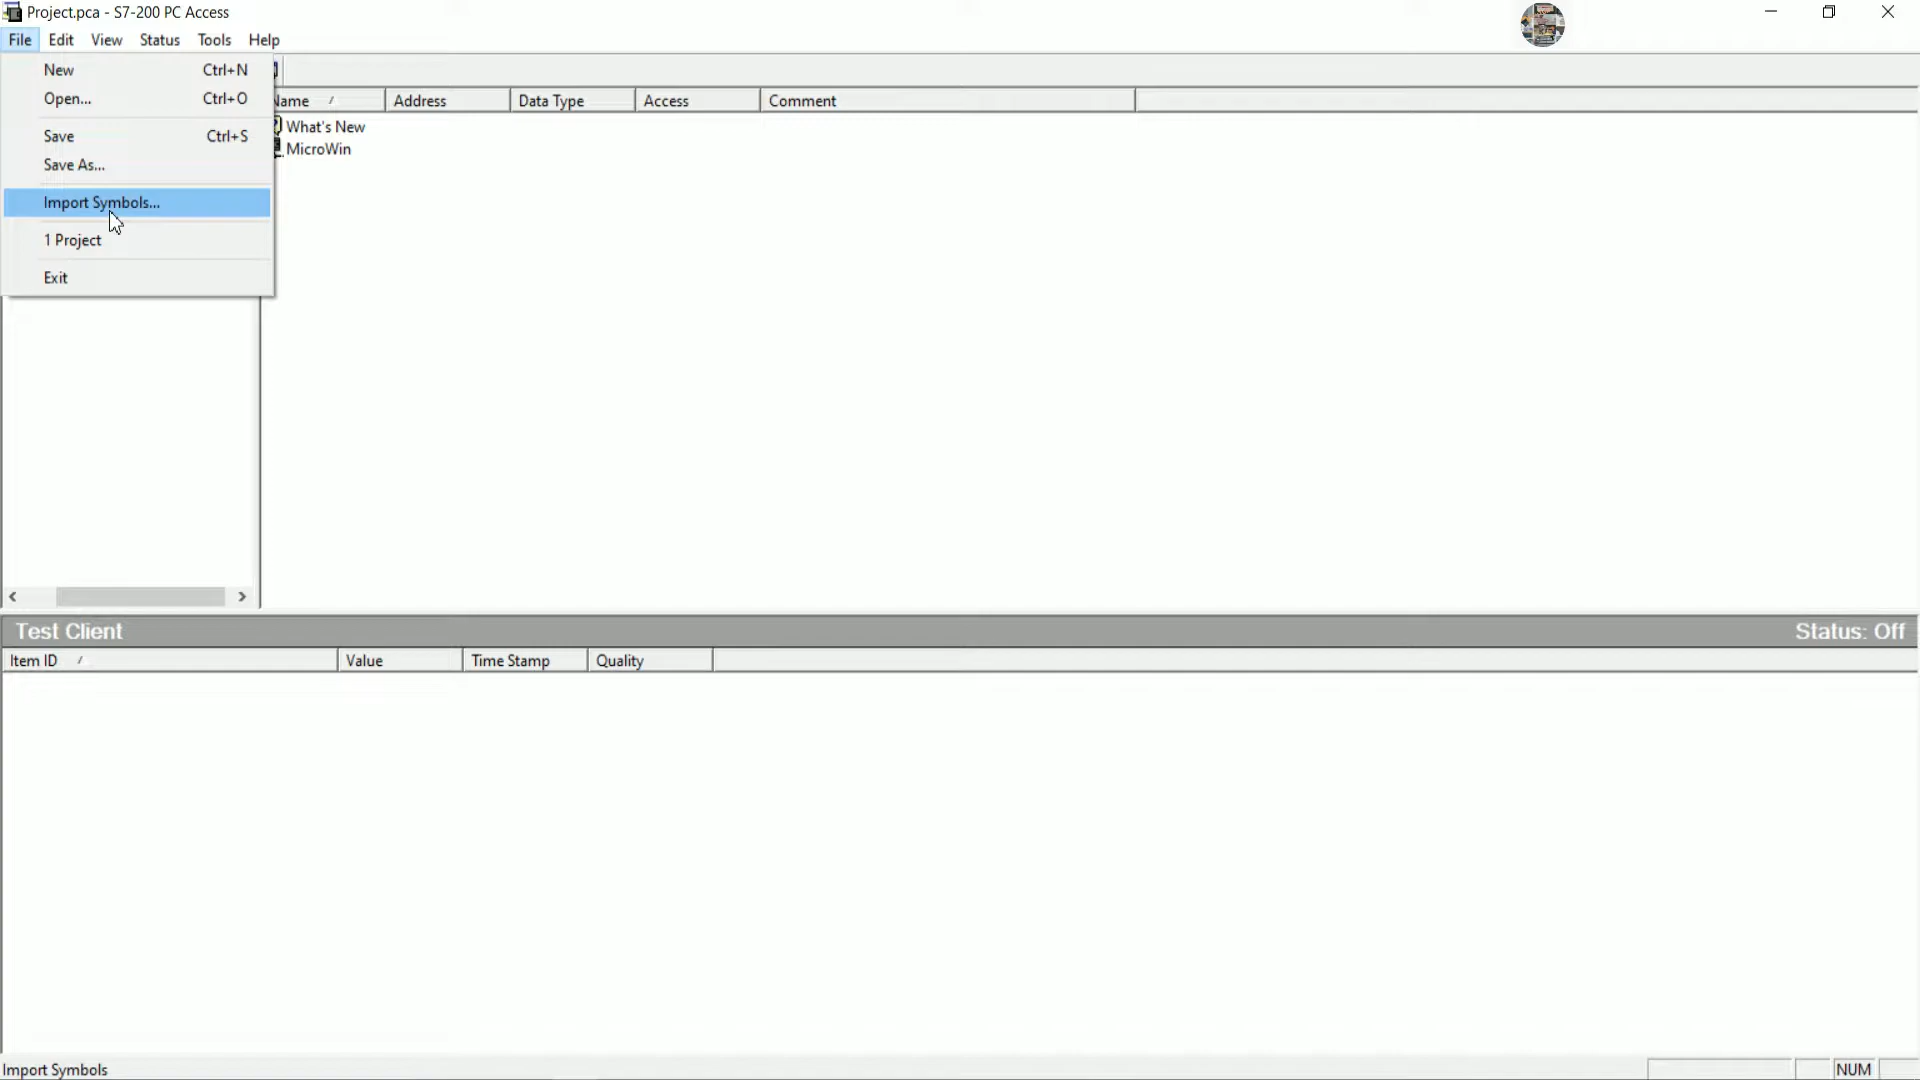 Project.pca - S7-200 PC Access
File Edit View Status Tools Help
New Ctrl+N
Open... Ctrl+O
Save Ctrl+S
Save As...
Import Symbols...
1 Project
Exit
Name Address Data Type Access Comment
What's New
MicroWin
Test Client Status: Off
Item ID Value Time Stamp Quality
Import Symbols NUM